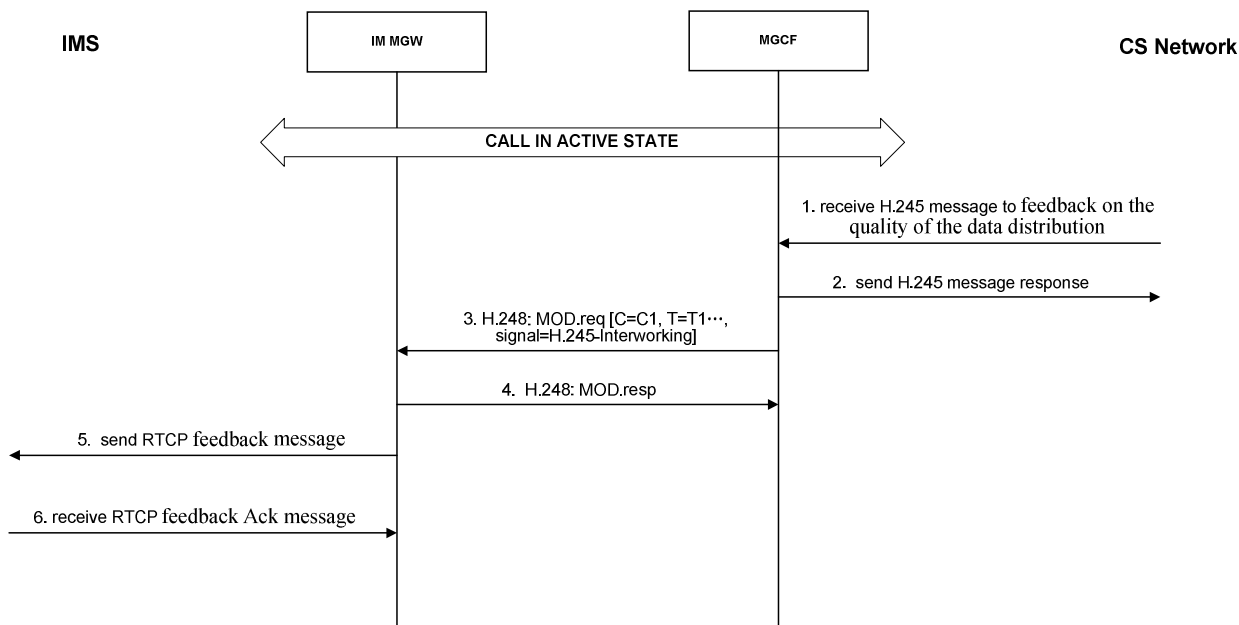 IMS
IM MGW
MGCF
CS Network
CALL IN ACTIVE STATE
1. receive H.245 message to feedback on the
quality of the data distribution
2. send H.245 message response
3. H.248: MOD.req [C=C1, T=T1⋯,
signal=H.245-Interworking]
4. H.248: MOD.resp
5. send RTCP feedback message
6. receive RTCP feedback Ack message